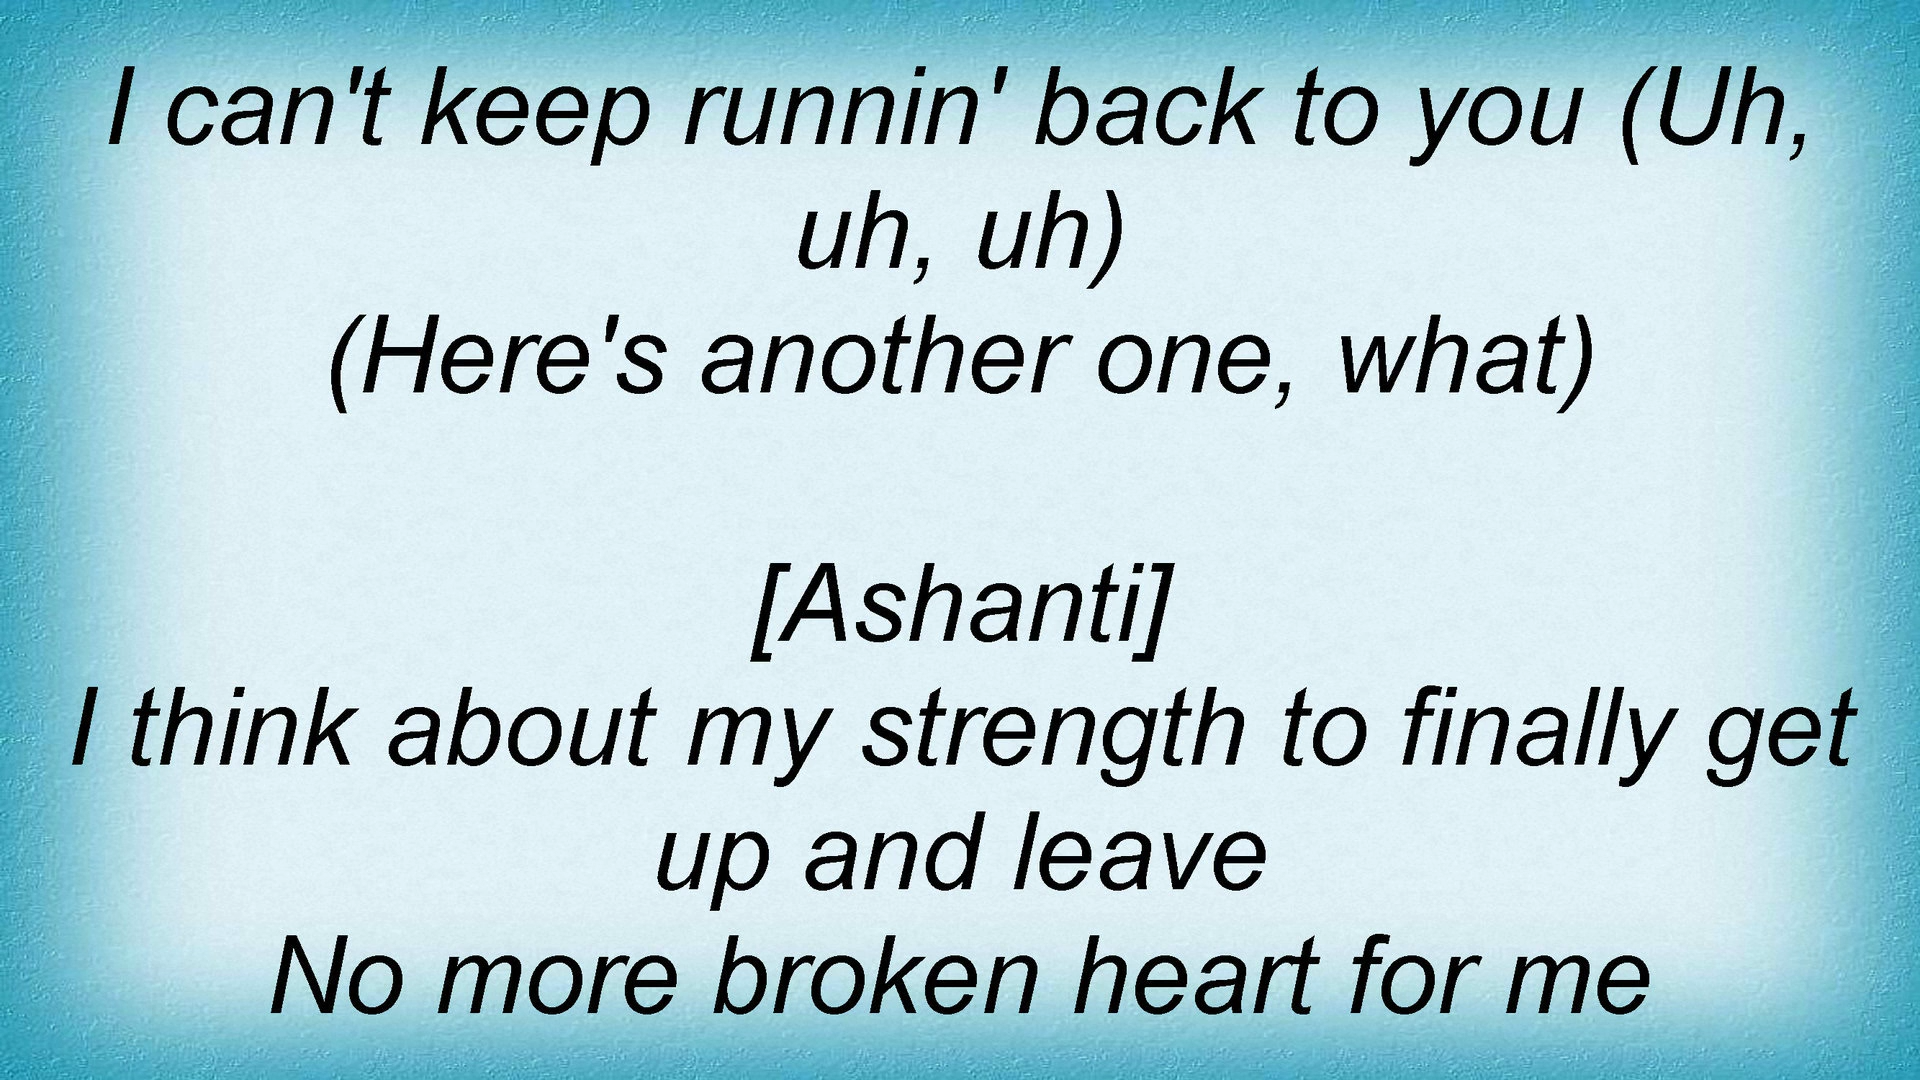 I can't keep runnin' back to you (Uh,
uh, uh)
(Here's another one, what)
[Ashanti]
I think about my strength to finally get
up and leave
No more broken heart for me